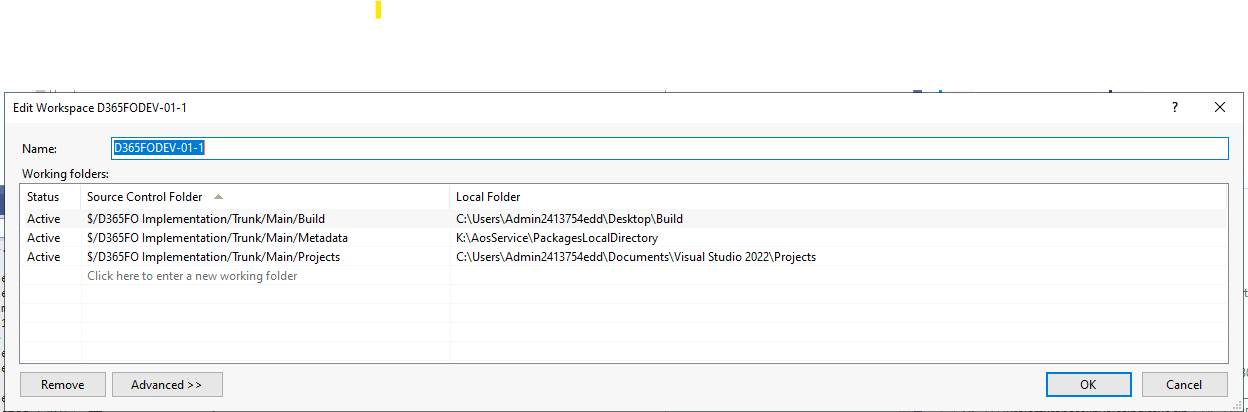 Edit Workspace D365FODEV-01-1
?
Name: D365FODEV-01-1
Working folders:
Status Source Control Folder Local Folder
Active $/D365FO Implementation/Trunk/Main/Build C:\Users\Admin2413754edd\Desktop\Build
Active $/D365FO Implementation/Trunk/Main/Metadata K:\AosService\PackagesLocalDirectory
Active $/D365FO Implementation/Trunk/Main/Projects C:\Users\Admin2413754edd\Documents\Visual Studio 2022\Projects
Click here to enter a new working folder
Remove Advanced >> OK Cancel